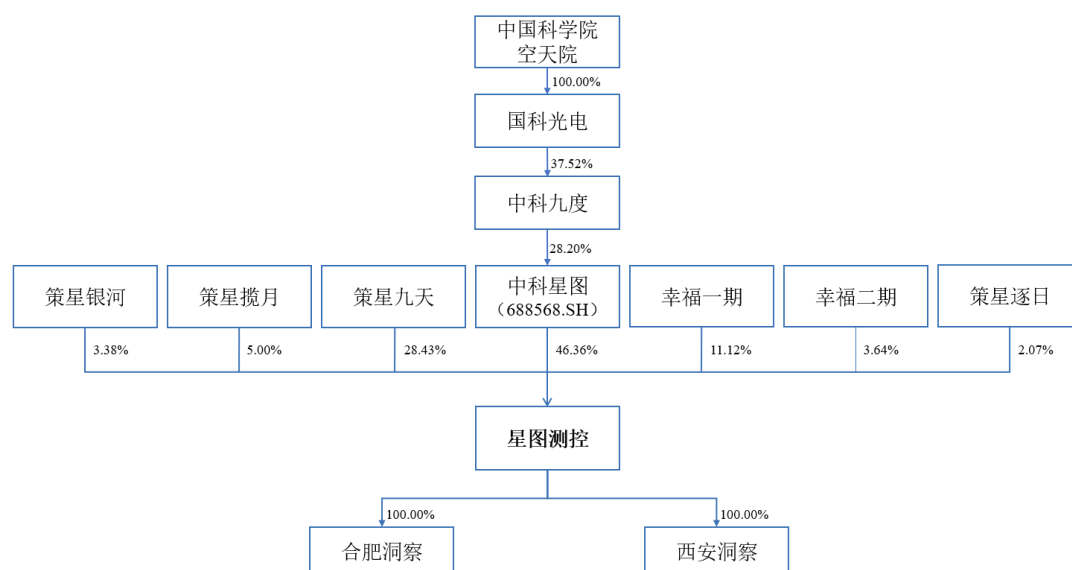 中国科学院
空天院
100.00%
国科光电
37.52%
中科九度
28.20%
策星银河
策星揽月
策星九天
中科星图
（688568.SH）
幸福一期
幸福二期
策星逐日
3.38%
5.00%
28.43%
46.36%
11.12%
3.64%
2.07%
星图测控
100.00%
100.00%
合肥洞察
西安洞察